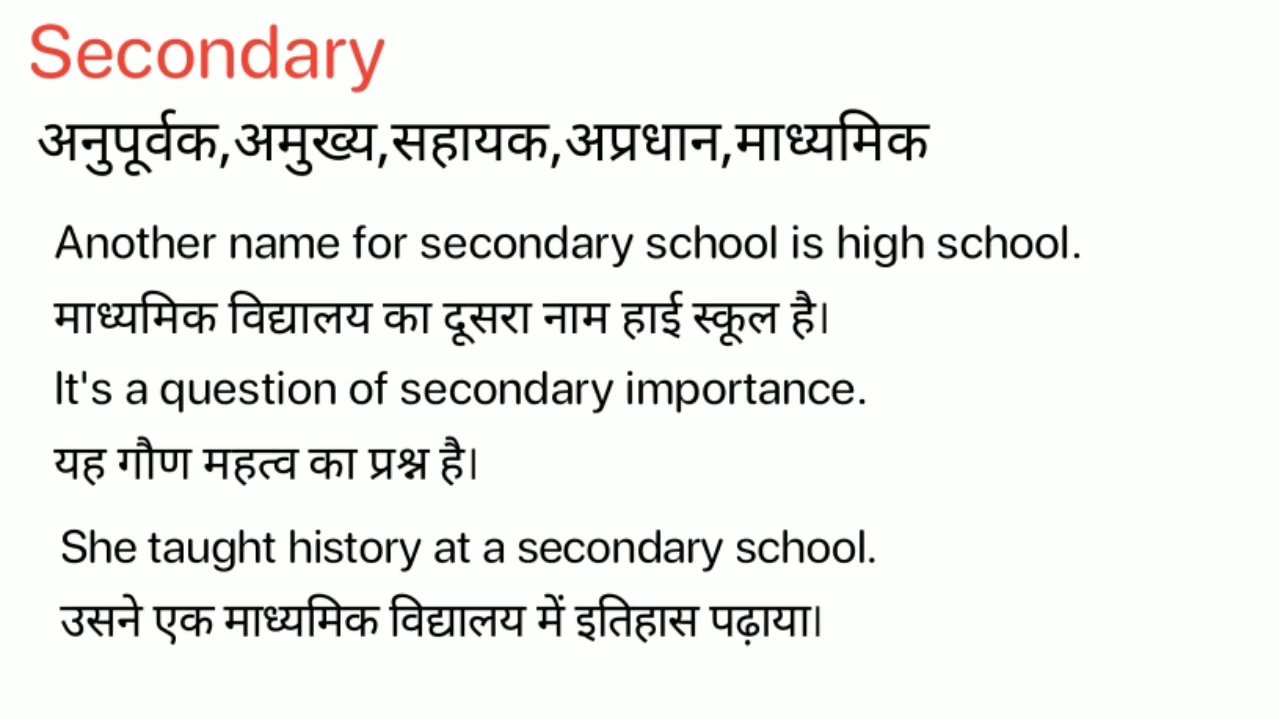 Secondary
अनुपूर्वक,अमुख्य,सहायक,अप्रधान,माध्यमिक
Another name for secondary school is high school.
माध्यमिक विद्यालय का दूसरा नाम हाई स्कूल है।
It's a question of secondary importance.
यह गौण महत्व का प्रश्न है।
She taught history at a secondary school.
उसने एक माध्यमिक विद्यालय में इतिहास पढ़ाया।